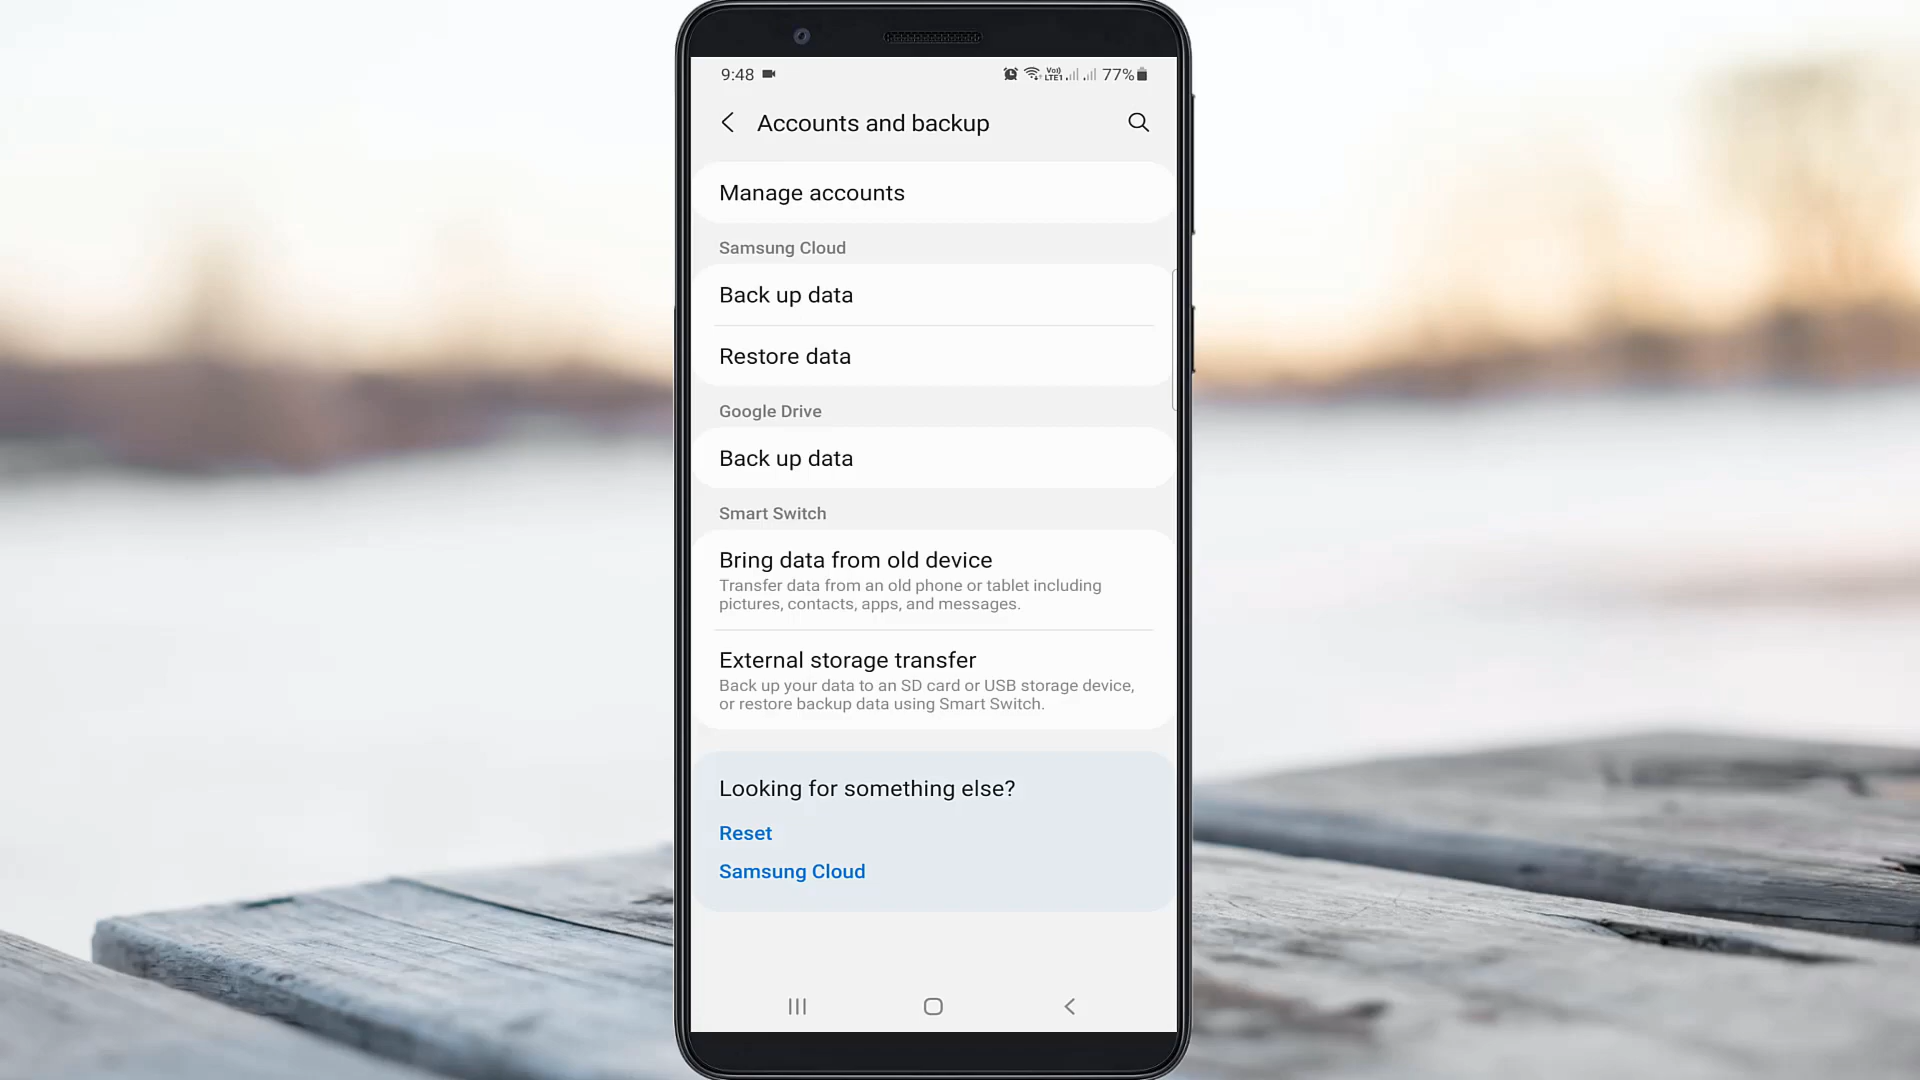 9:48
VoD LTE1 77%
Accounts and backup
Manage accounts
Samsung Cloud
Back up data
Restore data
Google Drive
Back up data
Smart Switch
Bring data from old device
Transfer data from an old phone or tablet including
pictures, contacts, apps, and messages.
External storage transfer
Back up your data to an SD card or USB storage device,
or restore backup data using Smart Switch.
Looking for something else?
Reset
Samsung Cloud